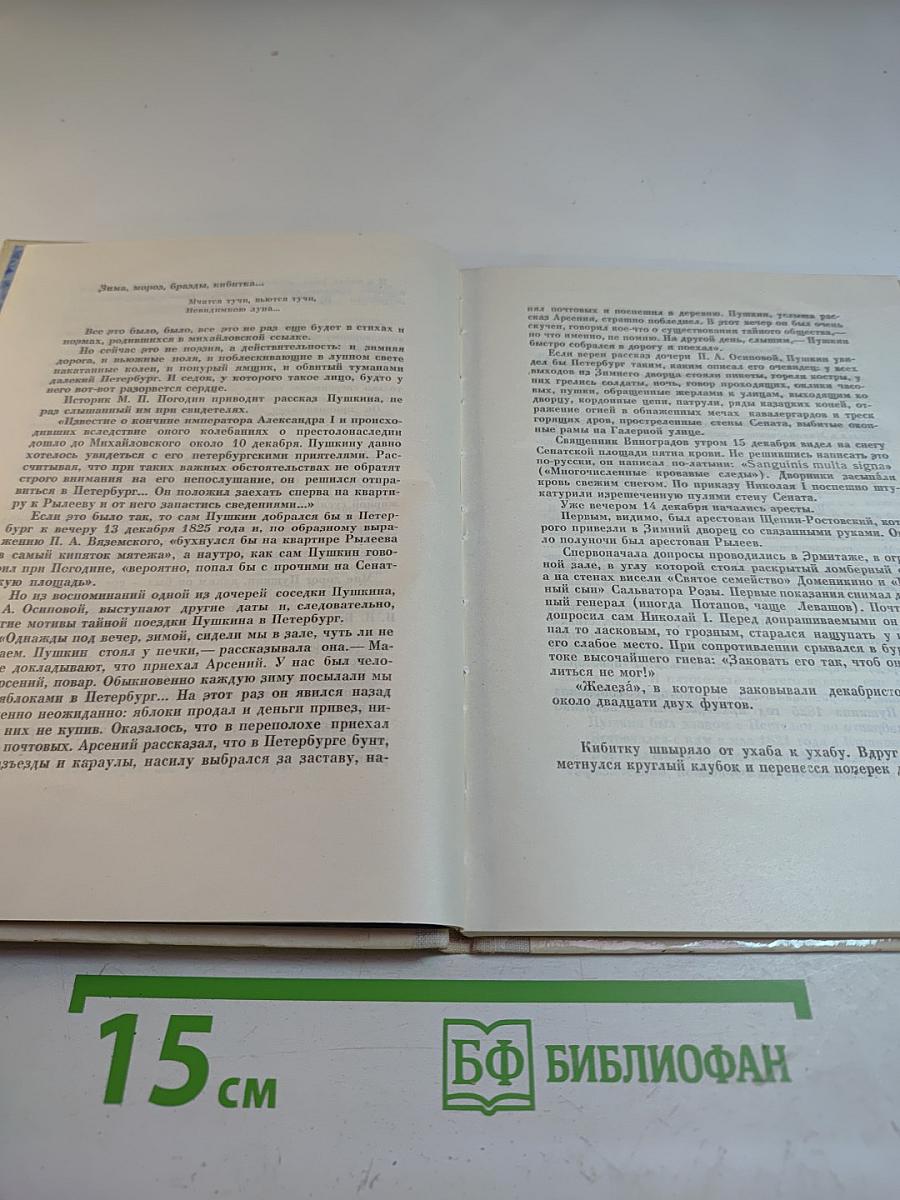 Зима, мороз, бразды, кибитка...
Мчатся тучи, вьются тучи,
Невидимкою луна...
Все это было, было, все это не раз еще будет в стихах и
поэмах, родившихся в михайловской ссылке.
Но сейчас это не поэзия, а действительность: и зимняя
дорога, и вьюжные поля, и поблескивающие в лунном свете
накатанные колеи, и понурый ямщик, и обвитый туманами
далекий Петербург. И седок, у которого такое лицо, будто у
него вот-вот разорвется сердце.
Историк М. П. Погодин приводит рассказ Пушкина, не
раз слышанный им при свидетелях.
«Известие о кончине императора Александра I и происхо-
дивших вследствие оного колебаниях о престолонаследии
дошло до Михайловского около 10 декабря. Пушкину давно
хотелось увидеться с его петербургскими приятелями. Рас-
считывая, что при таких важных обстоятельствах не обратят
строго внимания на его непослушание, он решился отпра-
виться в Петербург... Он положил заехать сперва на кварти-
ру к Рылееву и от него запастись сведениями...»
Если это было так, то сам Пушкин добрался бы в Петер-
бург к вечеру 13 декабря 1825 года и, по образному выра-
жению П. А. Вяземского, «бухнулся бы на квартире Рылеева
в самый кипяток мятежа», а наутро, как сам Пушкин гово-
рил при Погодине, «вероятно, попал бы с прочими на Сенат-
кую площадь».
Но из воспоминаний одной из дочерей соседки Пушкина,
А. Осиповой, выступают другие даты и, следовательно,
гие мотивы тайной поездки Пушкина в Петербург.
«Однажды под вечер, зимой, сидели мы в зале, чуть ли не
аем. Пушкин стоял у печки,— рассказывала она.— Ма-
е докладывают, что приехал Арсений. У нас был чело-
рсений, повар. Обыкновенно каждую зиму посылали мы
яблоками в Петербург... На этот раз он явился назад
енно неожиданно: яблоки продал и деньги привез, ни-
них не купив. Оказалось, что в переполохе приехал
почтовых. Арсений рассказал, что в Петербурге бунт,
зъезды и караулы, насилу выбрался за заставу, на-
нял почтовых и поспешил в деревню. Пушкин, услыша рас-
сказ Арсения, страшно побледнел. В этот вечер он был очень
скучен, говорил кое-что о существования тайного общества,—
но что именно, не помню. На другой день, слышим,— Пушкин
быстро собрался в дорогу и поехал».
Если верен рассказ дочери П. А. Осиповой, Пушкин уви-
дел бы Петербург таким, каким описал его очевидец: у всех
выходов из Зимнего дворца стояли пикеты, горели костры, у
них грелись солдаты, ночь, говор проходящих, оклики часо-
вых, пушки, обращенные жерлами к улицам, выходящим ко
дворцу, кордонные цепи, патрули, ряды казацких копей, от-
ражение огней в обнаженных мечах кавалергардов и треск
горящих дров, простреленные стены Сената, выбитые окон-
ные рамы на Галерной улице.
Священник Виноградов утром 15 декабря видел на снегу
Сенатской площади пятна крови. Не решившись написать это
по-русски, он написал по-латыни: «Sanguinis multa signa»
(«Многочисленные кровавые следы»). Дворники засыпали
кровь свежим снегом. По приказу Николая I поспешно шту-
катурили изрешеченную пулями стену Сената.
Уже вечером 14 декабря начались аресты.
Первым, видимо, был арестован Щепин-Ростовский, кот
рого привезли в Зимний дворец со связанными руками. Ок
ло полуночи был арестован Рылеев.
Спервоначала допросы проводились в Эрмитаже, в огр
ной зале, в углу которой стоял раскрытый ломберный
а на стенах висели «Святое семейство» Доменикино и
ный сын» Сальватора Розы. Первые показания снимал д
ный генерал (иногда Потапов, чаще Левашов). Почт
допросил сам Николай I. Перед допрашиваемыми он
пал то ласковым, то грозным, старался нащупать у
его слабое место. При сопротивлении срывался в бур
токе высочайшего гнева: «Заковать его так, чтоб он
литься не мог!»
«Желе́за», в которые заковывали декабристо
около двадцати двух фунтов.
Кибитку швыряло от ухаба к ухабу. Вдруг
метнулся круглый клубок и перенесся поперек д
15 см
БФ БИБЛИОФАН